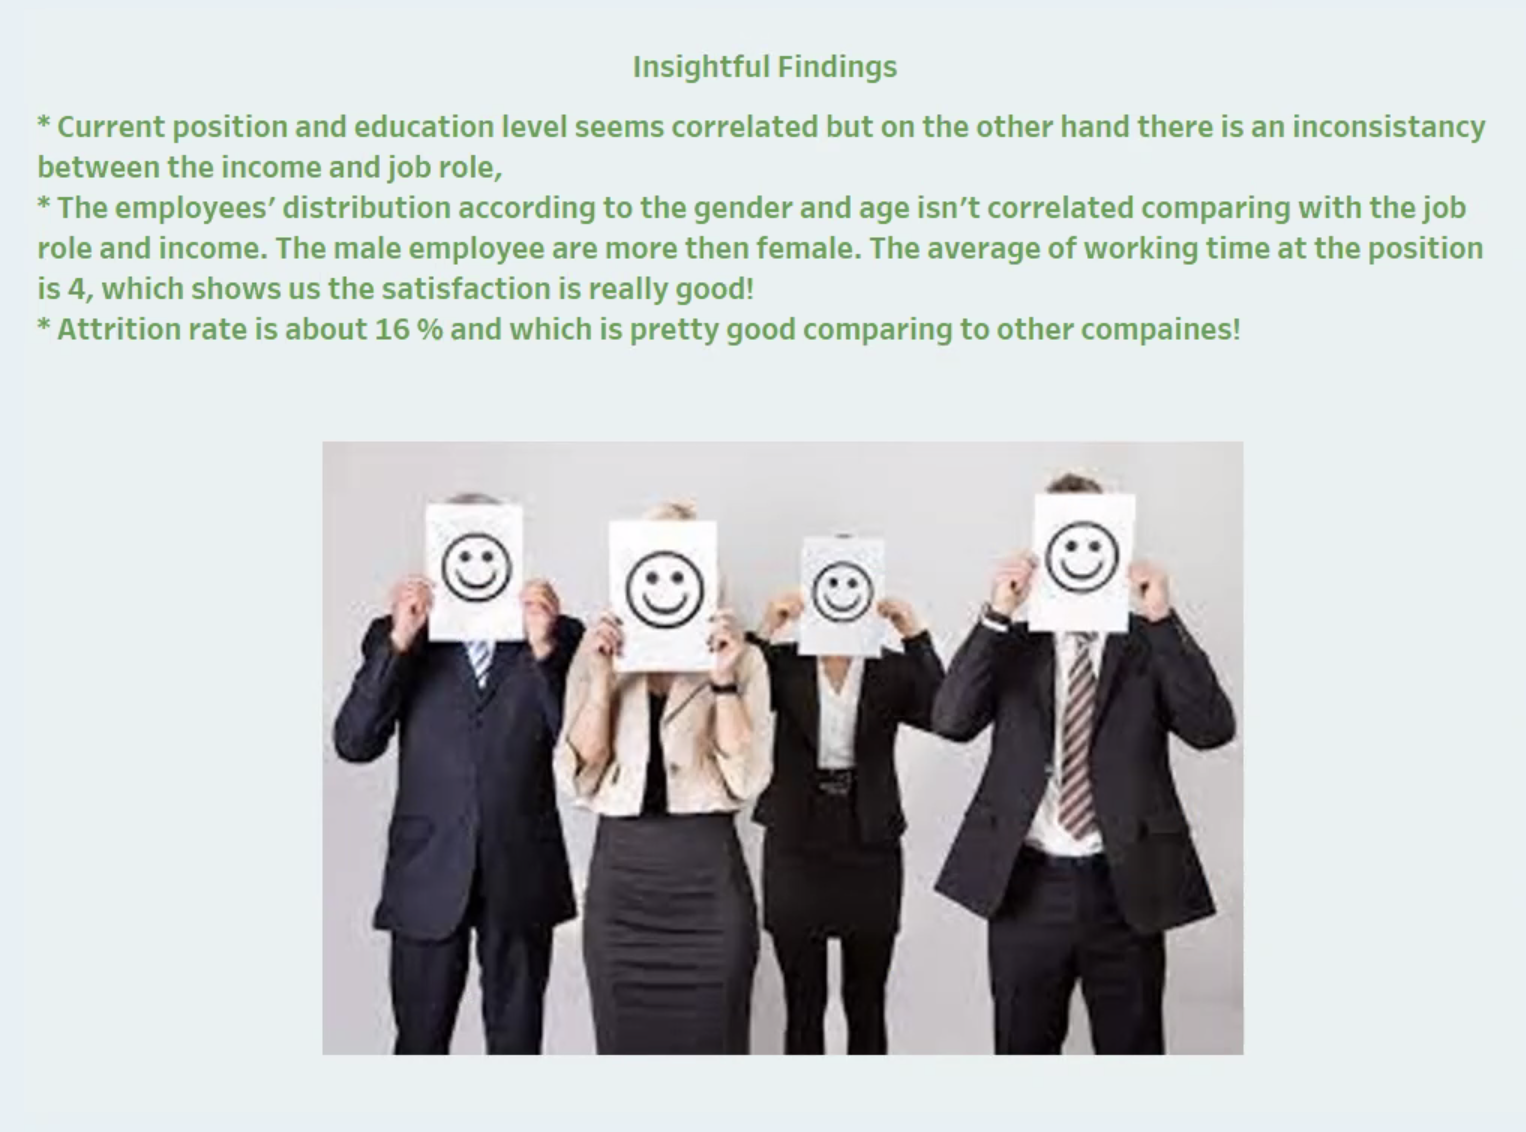 Insightful Findings
* Current position and education level seems correlated but on the other hand there is an inconsistancy
between the income and job role,
* The employees’ distribution according to the gender and age isn’t correlated comparing with the job
role and income. The male employee are more then female. The average of working time at the position
is 4, which shows us the satisfaction is really good!
* Attrition rate is about 16 % and which is pretty good comparing to other compaines!